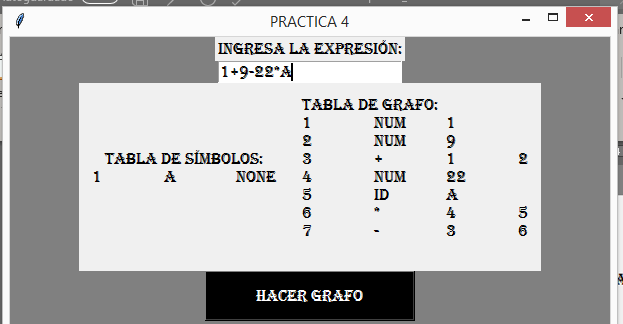 PRACTICA 4
INGRESA LA EXPRESIÓN:
1+9-22*A
TABLA DE SÍMBOLOS:
1 A NONE
TABLA DE GRAFO:
1 NUM 1
2 NUM 9
3 + 1 2
4 NUM 22
5 ID A
6 * 4 5
7 - 3 6
HACER GRAFO